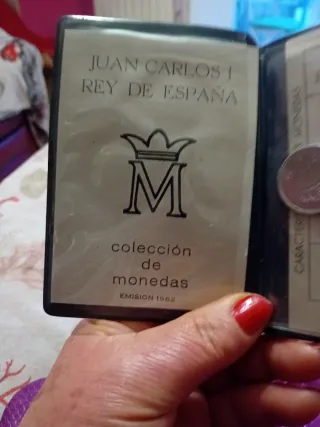 JUAN CARLOS I
REY DE ESPAÑA
M
colección
de
monedas
EMISION 1982